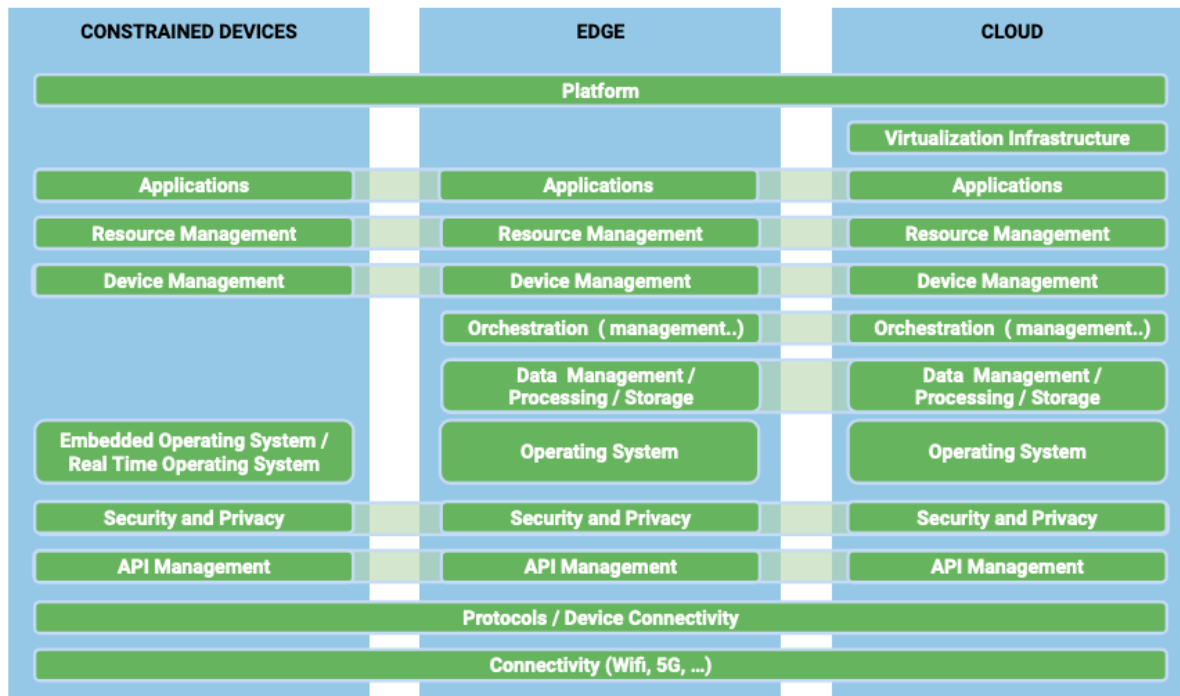 CONSTRAINED DEVICES EDGE CLOUD
Platform
Virtualization Infrastructure
Applications Applications Applications
Resource Management Resource Management Resource Management
Device Management Device Management Device Management
Orchestration ( management..) Orchestration ( management..)
Data Management / Data Management /
Processing / Storage Processing / Storage
Embedded Operating System /
Real Time Operating System
Operating System Operating System
Security and Privacy Security and Privacy Security and Privacy
API Management API Management API Management
Protocols / Device Connectivity
Connectivity (Wifi, 5G, ...)